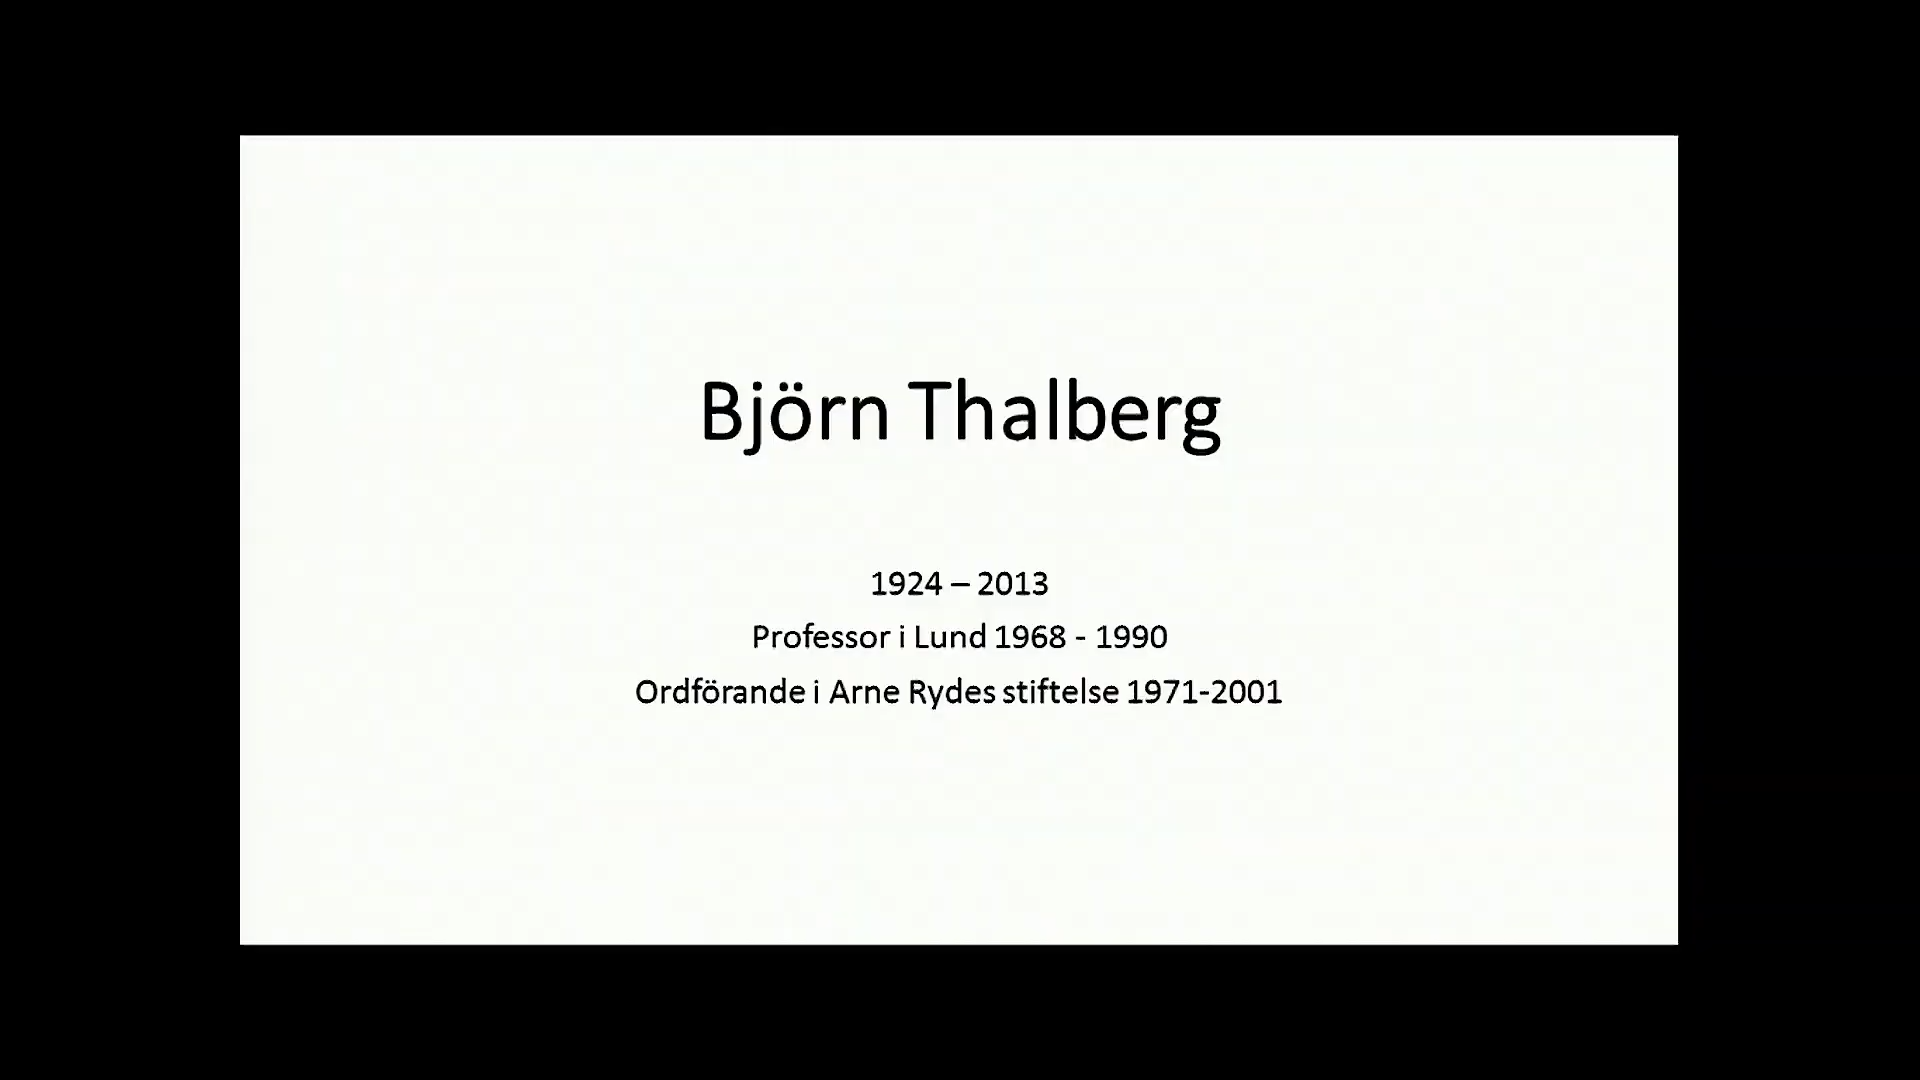 Björn Thalberg
1924 – 2013
Professor i Lund 1968 - 1990
Ordförande i Arne Rydes stiftelse 1971-2001